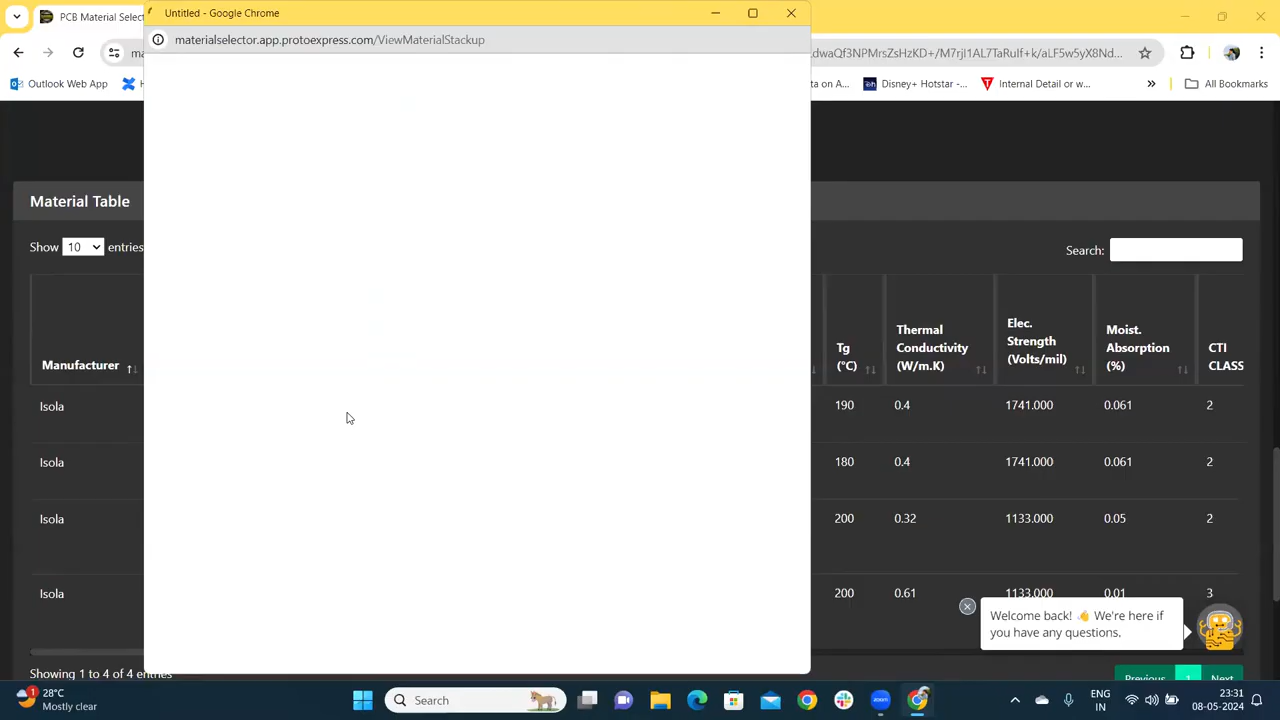 PCB Material Selec
Untitled - Google Chrome
materialselector.app.protoexpress.com/ViewMaterialStackup
dwaQf3NPMrsZsHzKD+/M7rjI1AL7TaRuIf+k/aLF5w5yX8Nd...
Outlook Web App
Disney+ Hotstar -...
Internal Detail or w...
»
All Bookmarks
Material Table
Show 10 entries
Search:
Manufacturer
Tg (°C)
Thermal Conductivity (W/m.K)
Elec. Strength (Volts/mil)
Moist. Absorption (%)
CTI CLASS
Isola 190 0.4 1741.000 0.061 2
Isola 180 0.4 1741.000 0.061 2
Isola 200 0.32 1133.000 0.05 2
Isola 200 0.61 1133.000 0.01 3
Welcome back! 👋 We're here if
you have any questions.
Showing 1 to 4 of 4 entries
Previous 1 Next
1
28°C
Mostly clear
Search
zoom
ENG
IN
23:31
08-05-2024